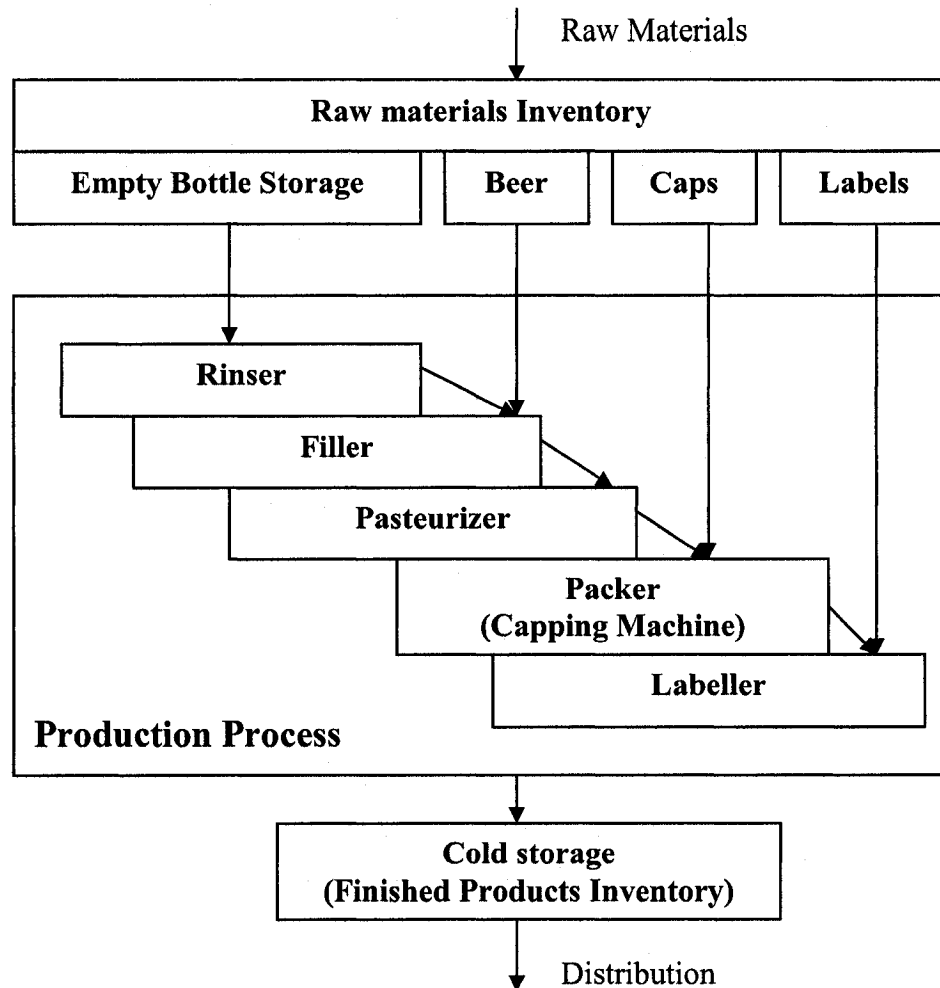 Raw Materials
Raw materials Inventory
Empty Bottle Storage
Beer
Caps
Labels
Rinser
Filler
Pasteurizer
Packer
(Capping Machine)
Labeller
Production Process
Cold storage
(Finished Products Inventory)
Distribution